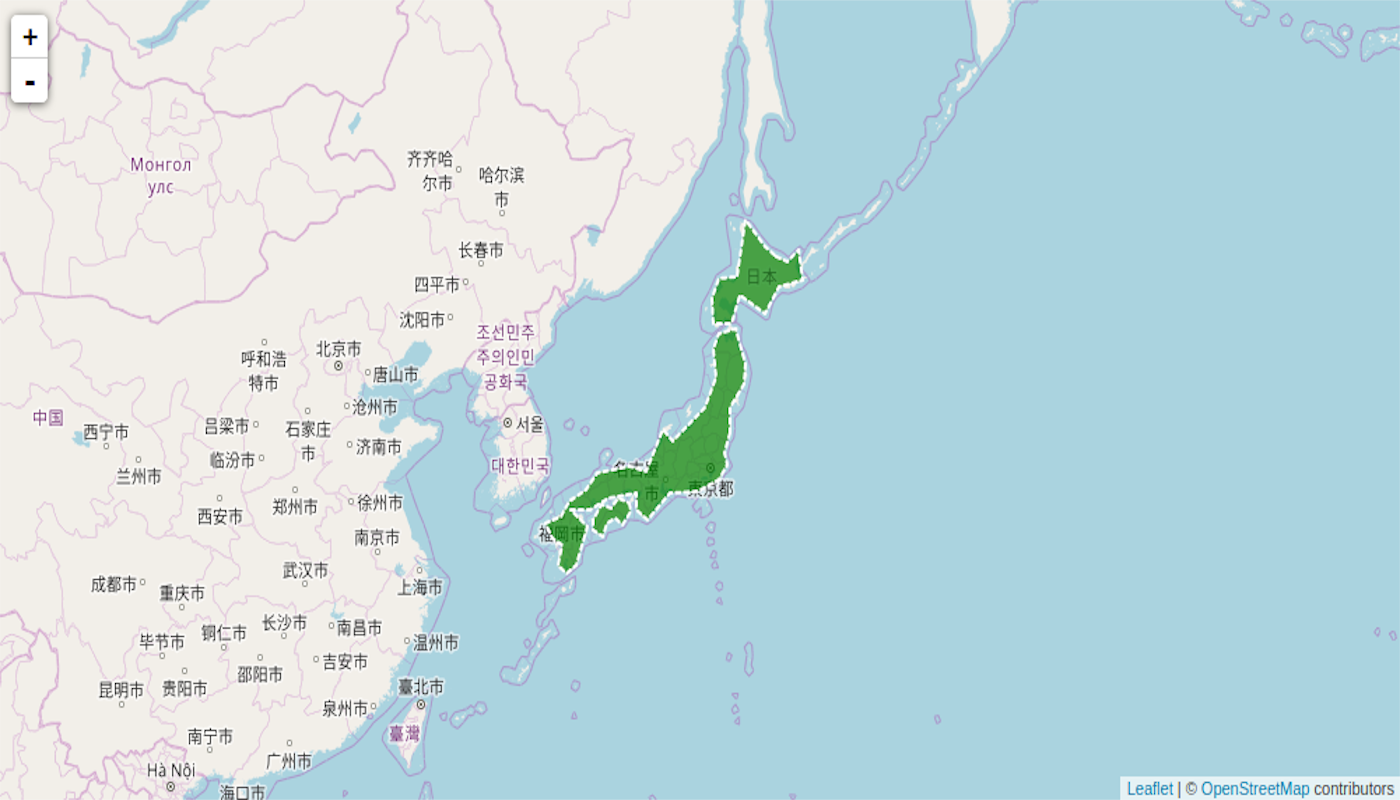 +
-
Монгол
улс
齐齐哈
尔市
哈尔滨
市
长春市
四平市
沈阳市
조선민주
주의인민
공화국
日本
呼和浩
特市
北京市
唐山市
沧州市
中国
西宁市
吕梁市
石家庄
市
서울
临汾市
济南市
兰州市
대한민국
名古屋
市
東京都
西安市
郑州市
徐州市
南京市
福岡市
成都市
重庆市
武汉市
上海市
毕节市
铜仁市
长沙市
南昌市
温州市
邵阳市
吉安市
昆明市
贵阳市
臺北市
泉州市
南宁市
臺灣
广州市
Hà Nội
海口市
Leaflet | © OpenStreetMap contributors